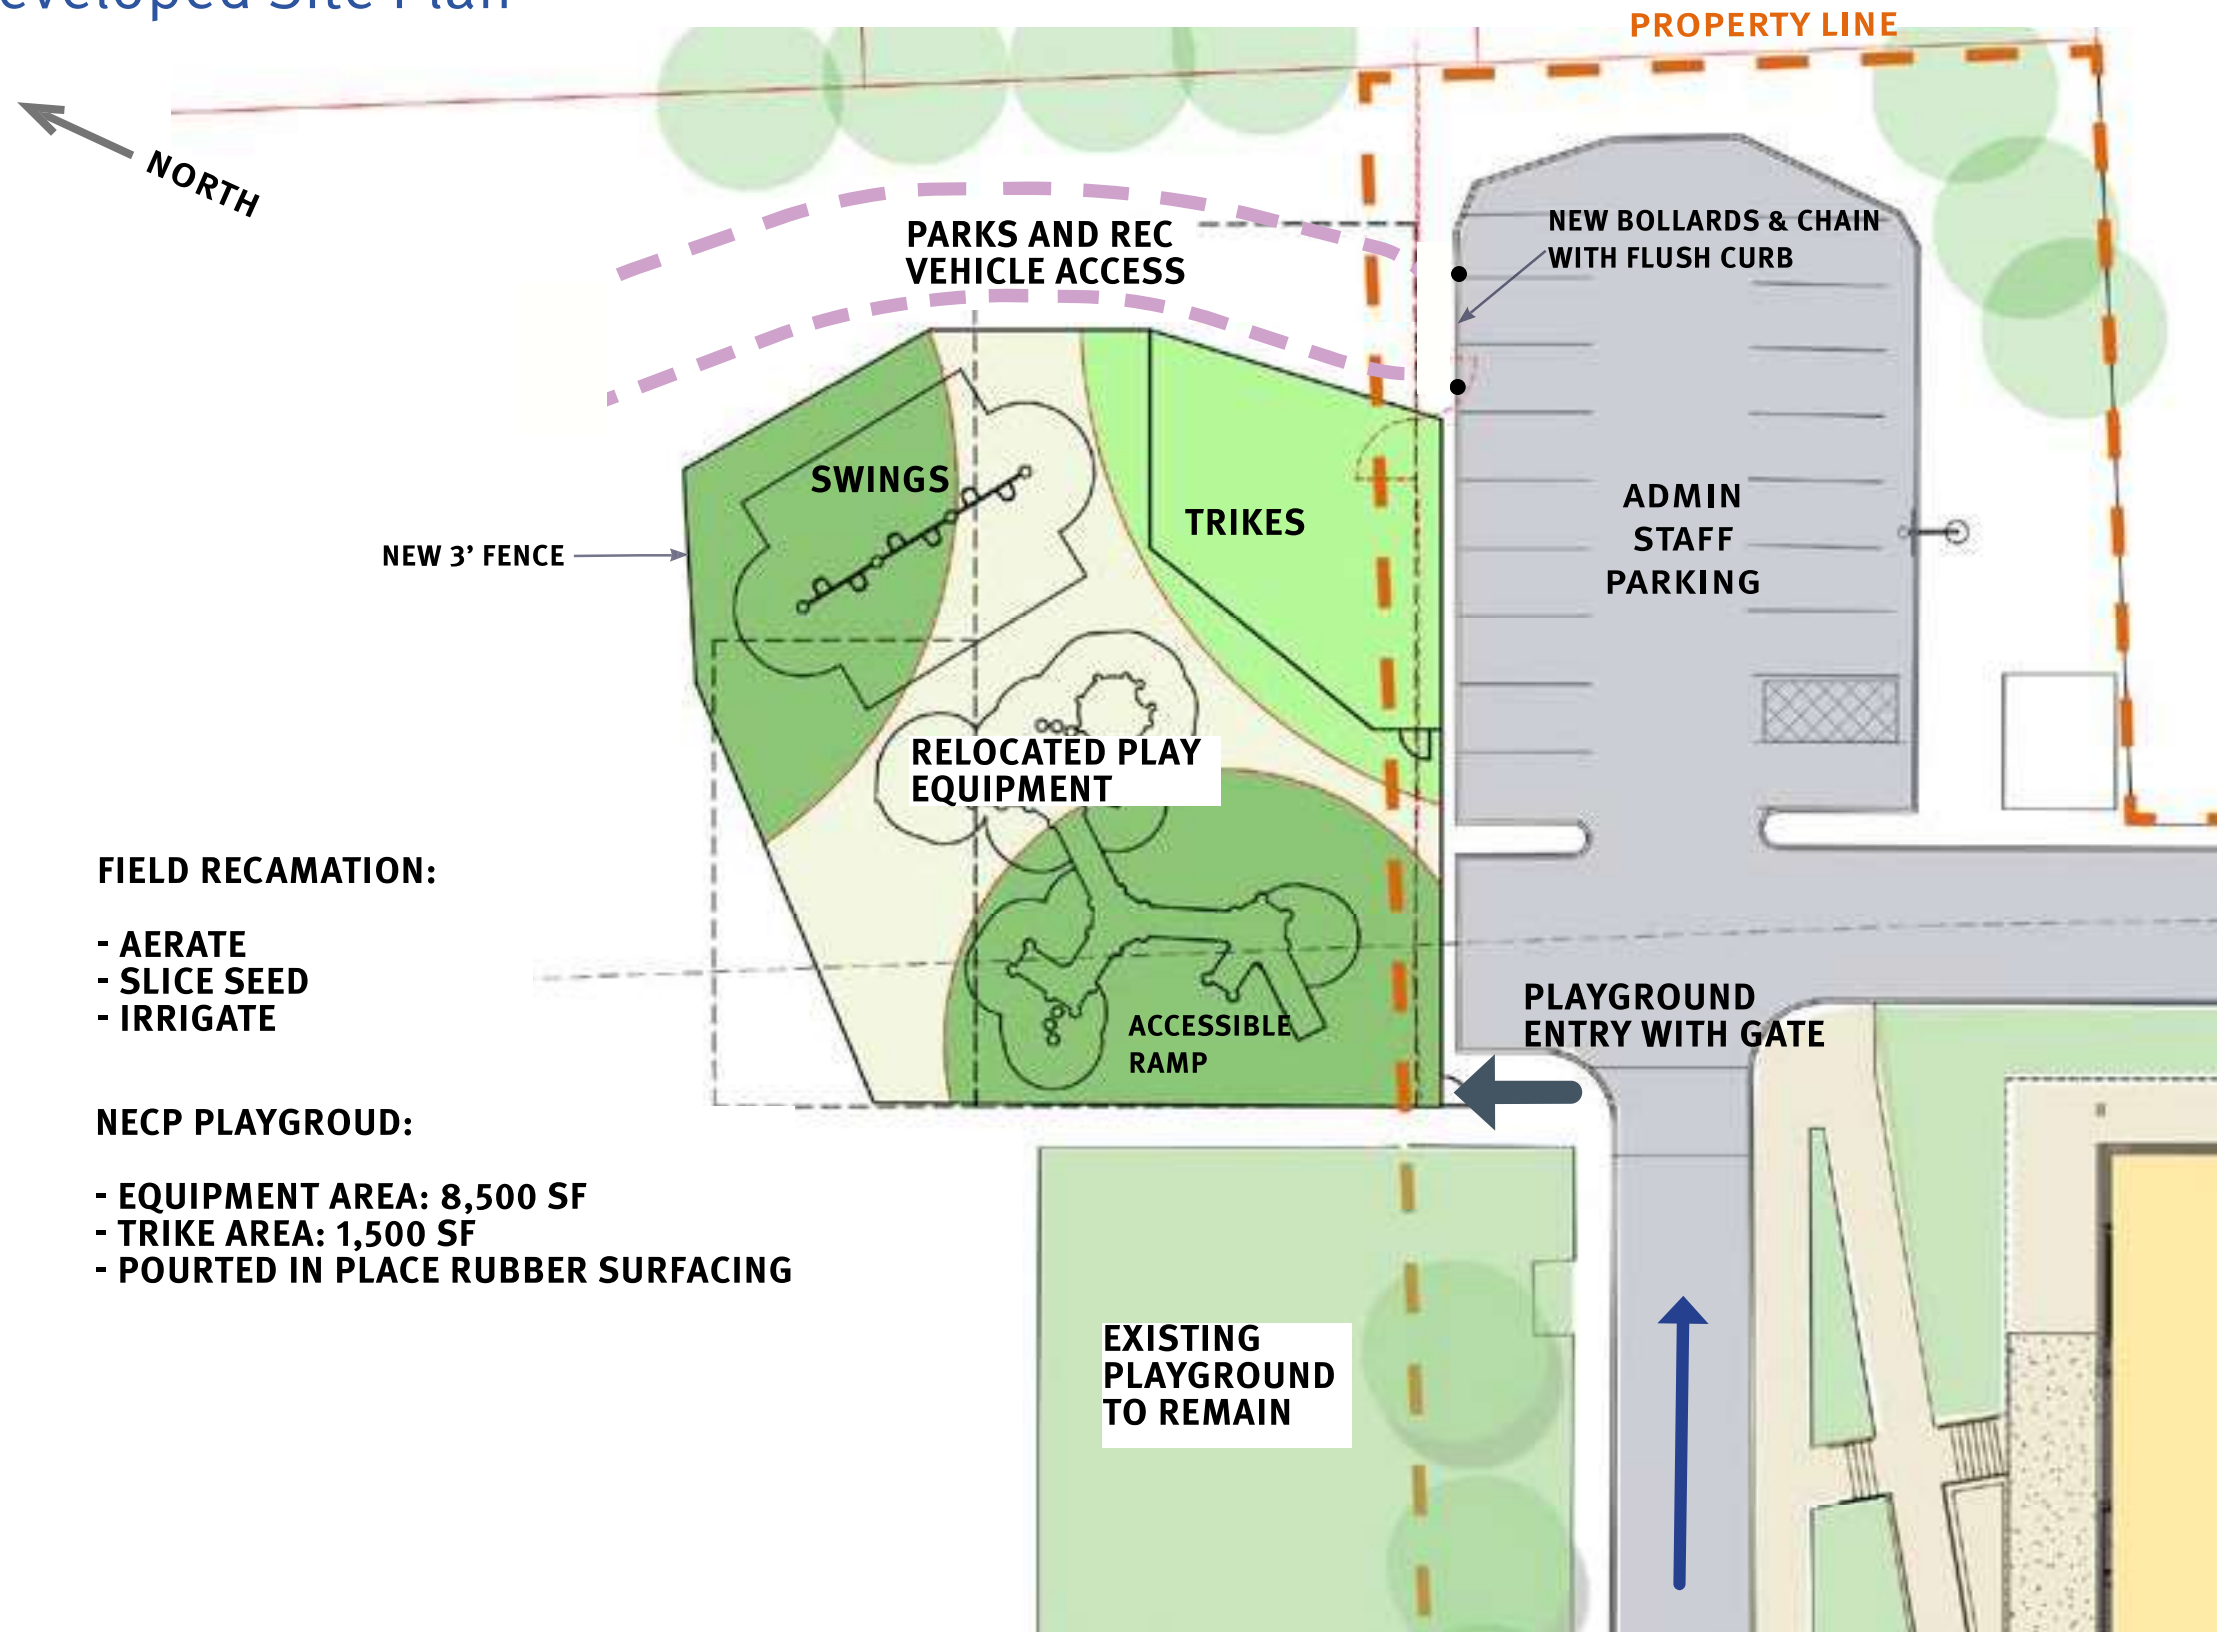 eveloped Site Plan
PROPERTY LINE
NORTH
PARKS AND REC
VEHICLE ACCESS
NEW BOLLARDS & CHAIN
WITH FLUSH CURB
SWINGS
TRIKES
ADMIN
STAFF
PARKING
NEW 3’ FENCE
RELOCATED PLAY
EQUIPMENT
FIELD RECAMATION:
- AERATE
- SLICE SEED
- IRRIGATE
PLAYGROUND
ENTRY WITH GATE
ACCESSIBLE
RAMP
NECP PLAYGROUD:
- EQUIPMENT AREA: 8,500 SF
- TRIKE AREA: 1,500 SF
- POURTED IN PLACE RUBBER SURFACING
EXISTING
PLAYGROUND
TO REMAIN